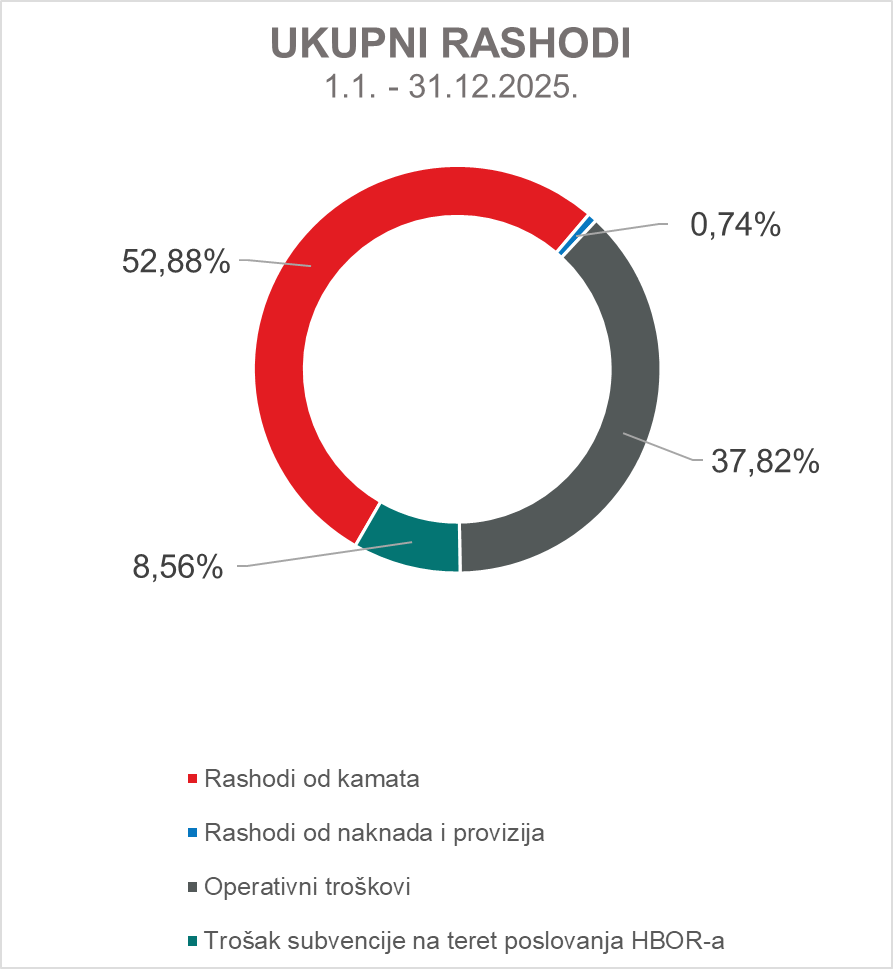 UKUPNI RASHODI
1.1. - 31.12.2025.
0,74%
52,88%
37,82%
8,56%
Rashodi od kamata
Rashodi od naknada i provizija
Operativni troškovi
Trošak subvencije na teret poslovanja HBOR-a